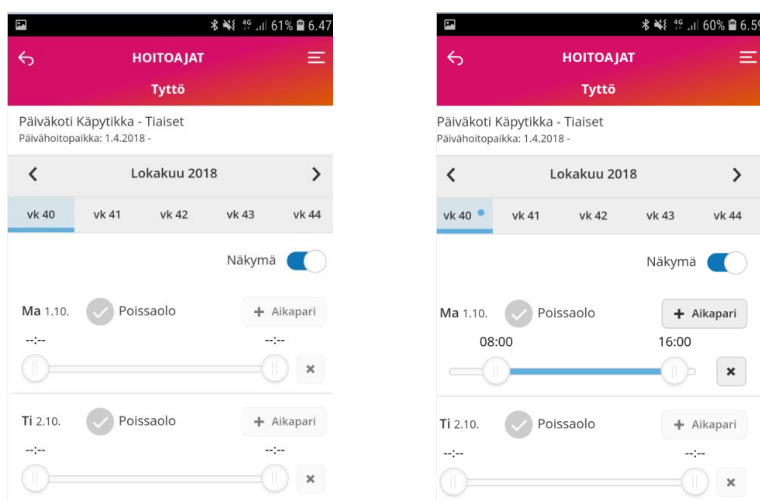 61% 6.47
HOITOAJAT
Tyttö
Päiväkoti Käpytikka - Tiaiset
Päivähoitopaikka: 1.4.2018 -
Lokakuu 2018
vk 40 vk 41 vk 42 vk 43 vk 44
Näkymä
Ma 1.10. Poissaolo + Aikapari
--:-- --:--
Ti 2.10. Poissaolo + Aikapari
--:-- --:--
60% 6.59
HOITOAJAT
Tyttö
Päiväkoti Käpytikka - Tiaiset
Päivähoitopaikka: 1.4.2018 -
Lokakuu 2018
vk 40 vk 41 vk 42 vk 43 vk 44
Näkymä
Ma 1.10. Poissaolo + Aikapari
08:00 16:00
Ti 2.10. Poissaolo + Aikapari
--:-- --:--